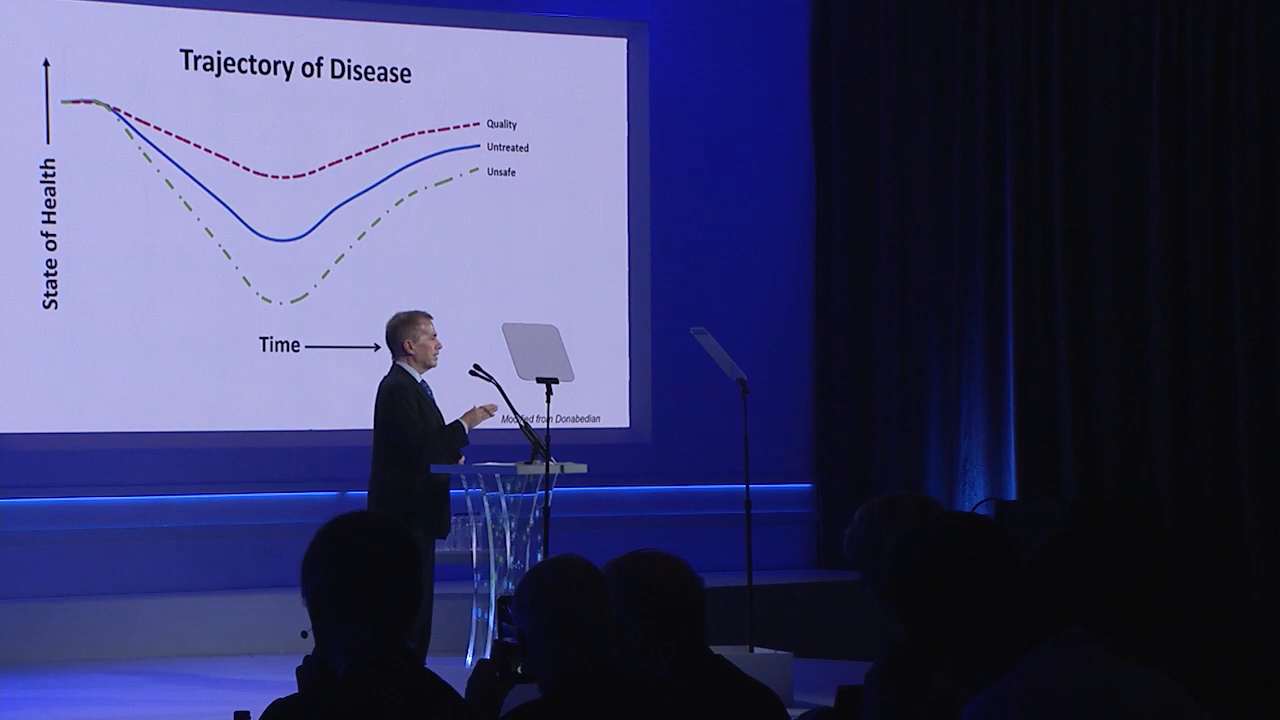 Trajectory of Disease
State of Health
Quality
Untreated
Unsafe
Time
Modified from Donabedian